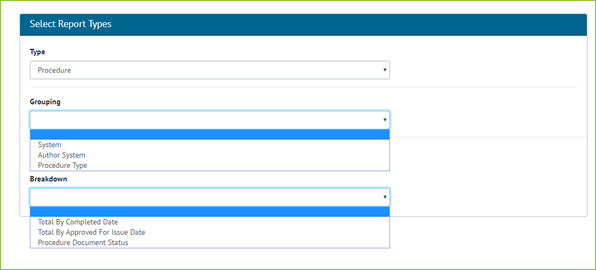 Select Report Types
Type
Procedure
Grouping
System
Author System
Procedure Type
Breakdown
Total By Completed Date
Total By Approved For Issue Date
Procedure Document Status